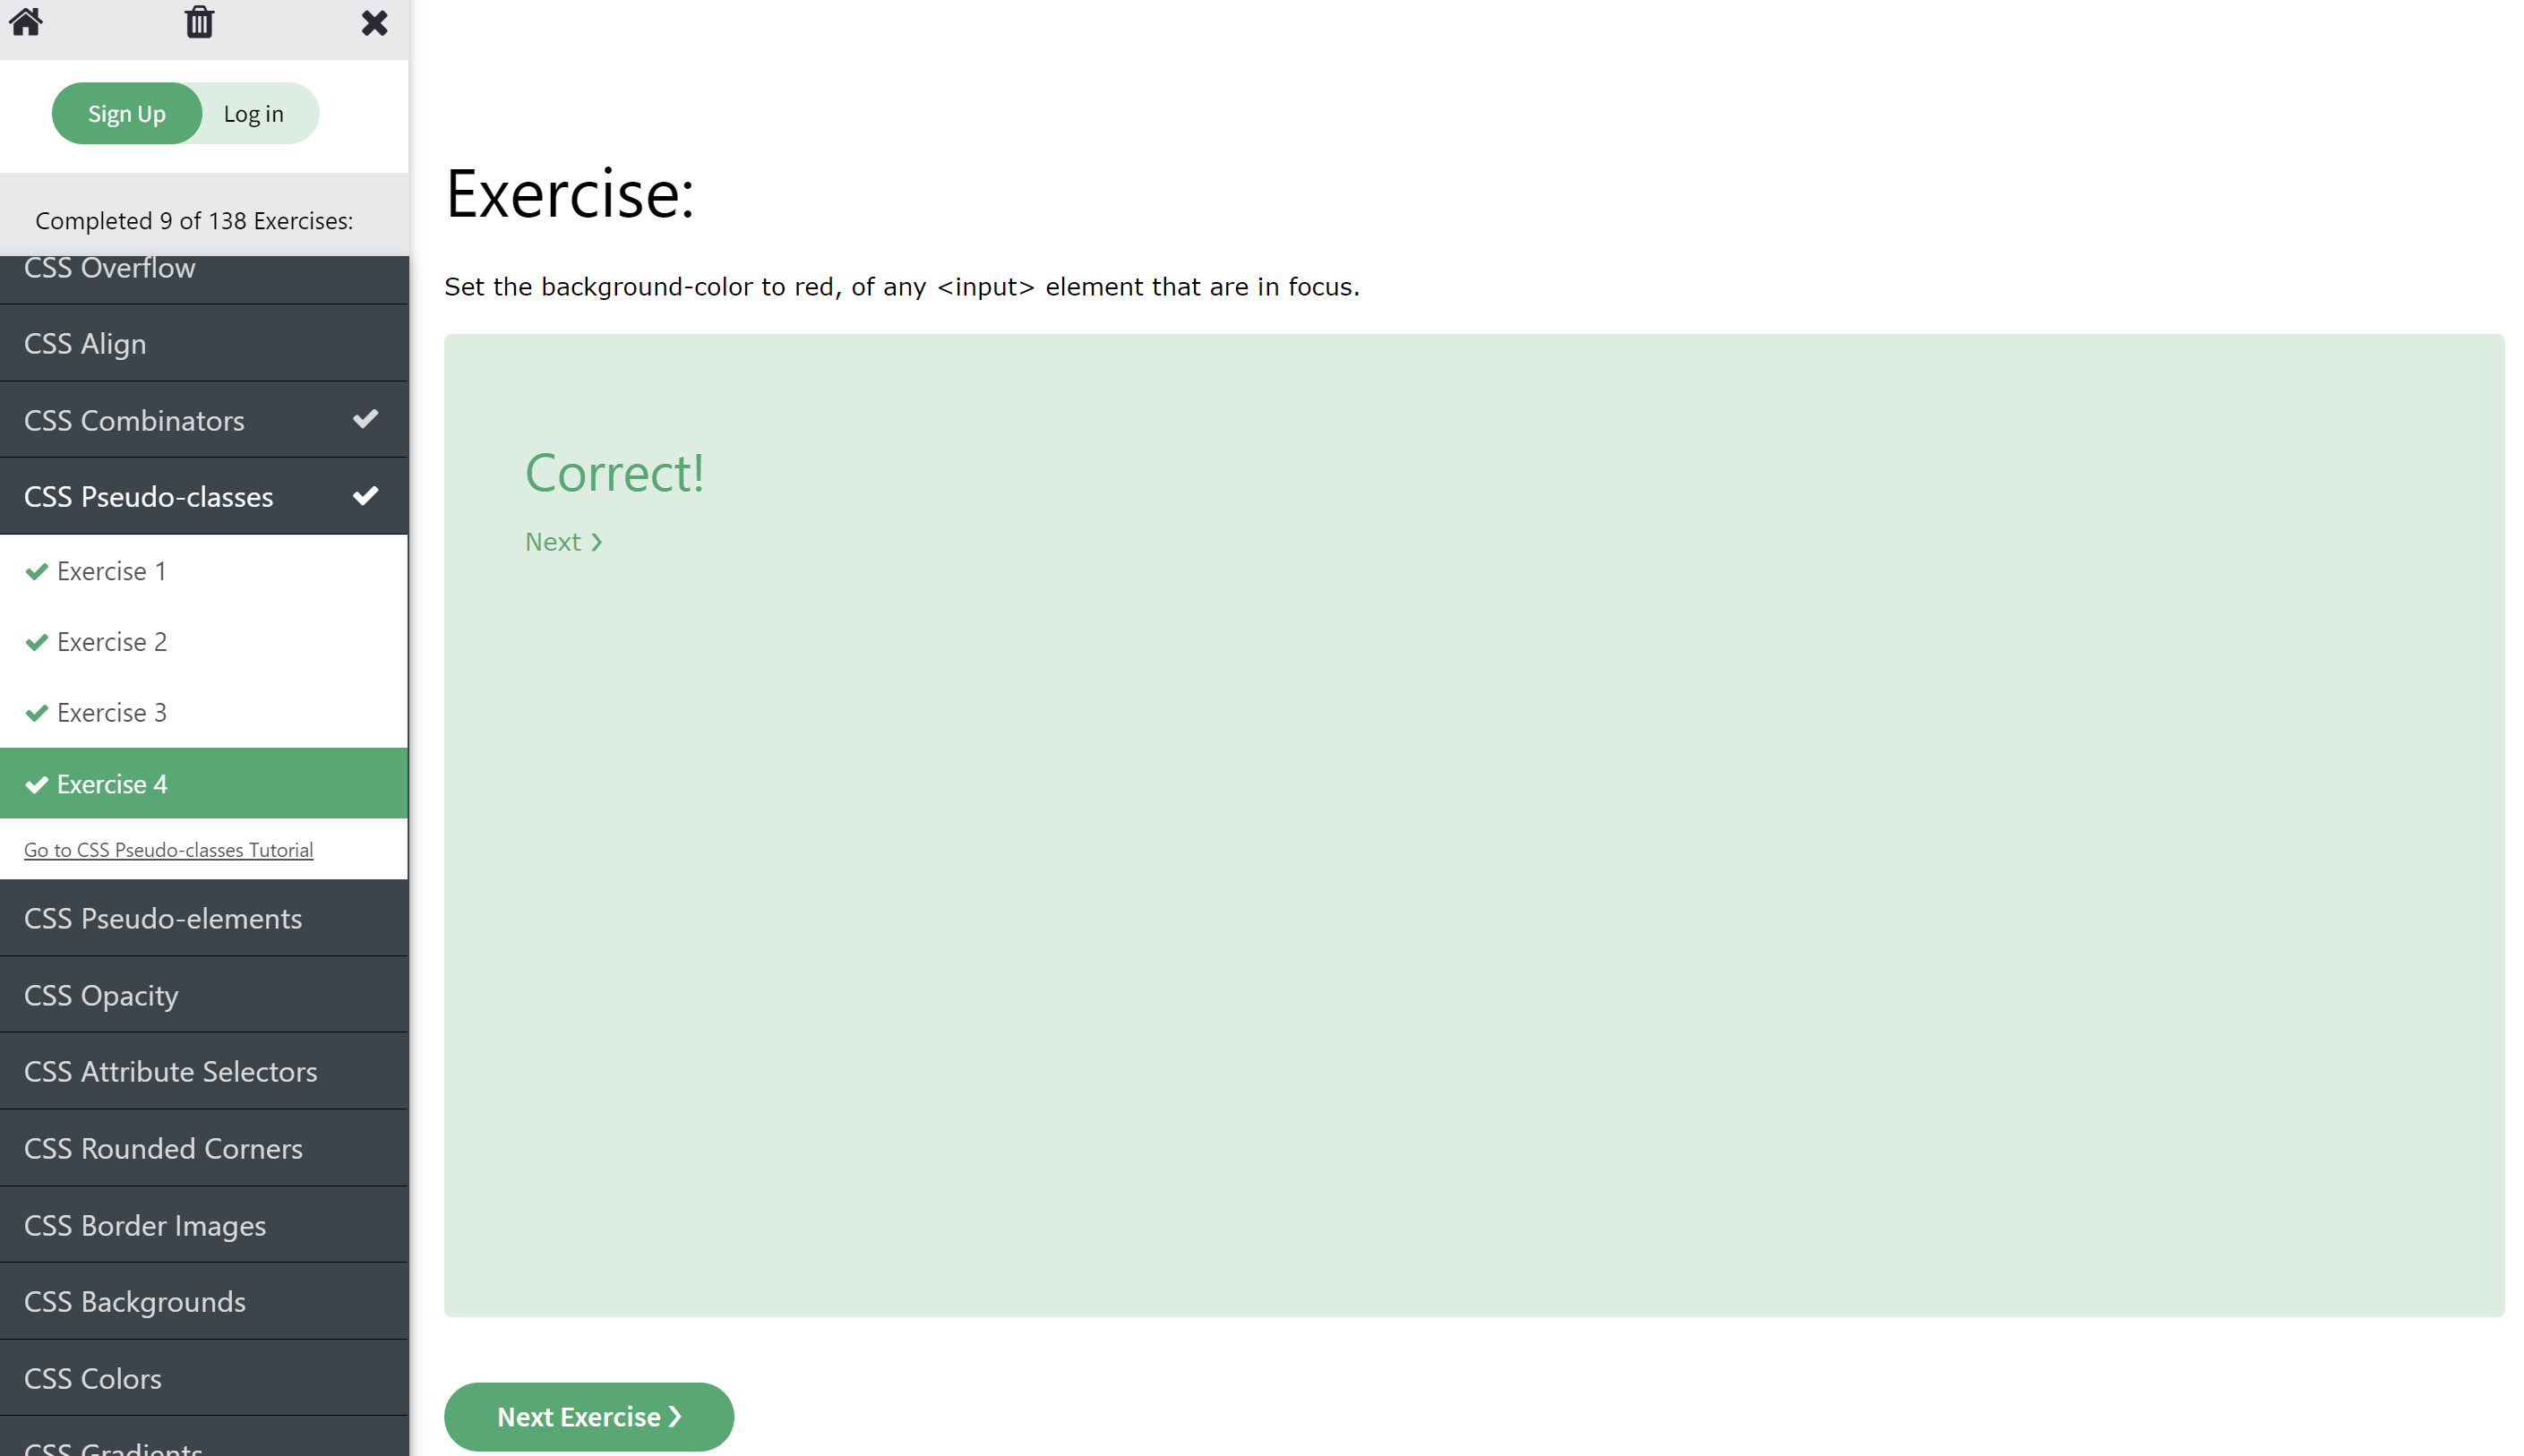 Sign Up
Log in
Completed 9 of 138 Exercises:
CSS Overflow
CSS Align
CSS Combinators
CSS Pseudo-classes
Exercise 1
Exercise 2
Exercise 3
Exercise 4
Go to CSS Pseudo-classes Tutorial
CSS Pseudo-elements
CSS Opacity
CSS Attribute Selectors
CSS Rounded Corners
CSS Border Images
CSS Backgrounds
CSS Colors
CSS Gradients
Exercise:
Set the background-color to red, of any <input> element that are in focus.
Correct!
Next ❯
Next Exercise ❯